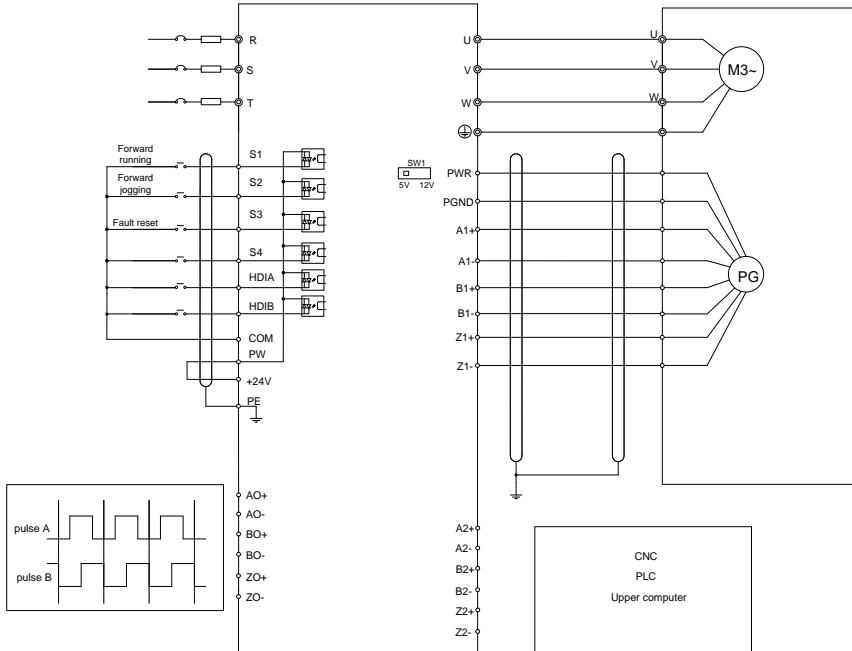 R
S
T
U
V
W
U
V
W
M3~
Forward
running
Forward
jogging
Fault reset
S1
S2
S3
S4
HDIA
HDIB
COM
PW
+24V
PE
SW1
5V 12V
PWR
PGND
A1+
A1-
B1+
B1-
Z1+
Z1-
PG
pulse A
pulse B
AO+
AO-
BO+
BO-
ZO+
ZO-
A2+
A2-
B2+
B2-
Z2+
Z2-
CNC
PLC
Upper computer